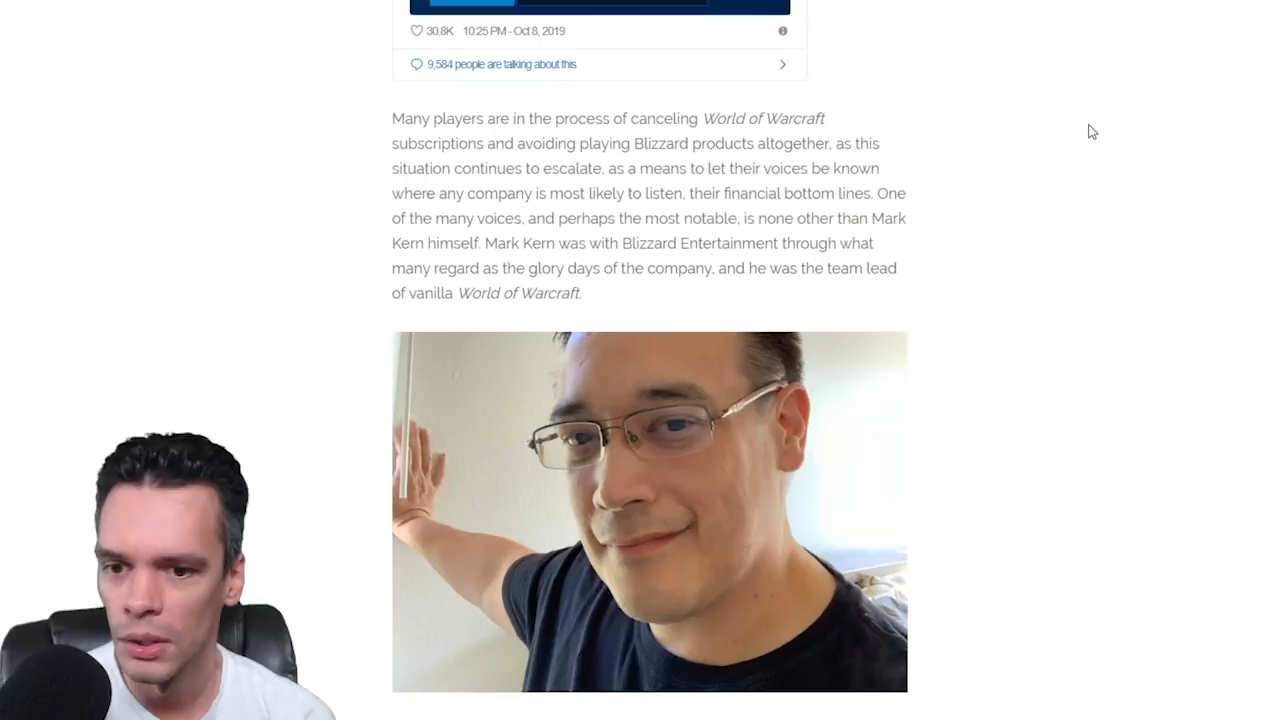 30.8K 10:25 PM - Oct 8, 2019
9,584 people are talking about this
Many players are in the process of canceling World of Warcraft
subscriptions and avoiding playing Blizzard products altogether, as this
situation continues to escalate, as a means to let their voices be known
where any company is most likely to listen, their financial bottom lines. One
of the many voices, and perhaps the most notable, is none other than Mark
Kern himself. Mark Kern was with Blizzard Entertainment through what
many regard as the glory days of the company, and he was the team lead
of vanilla World of Warcraft.